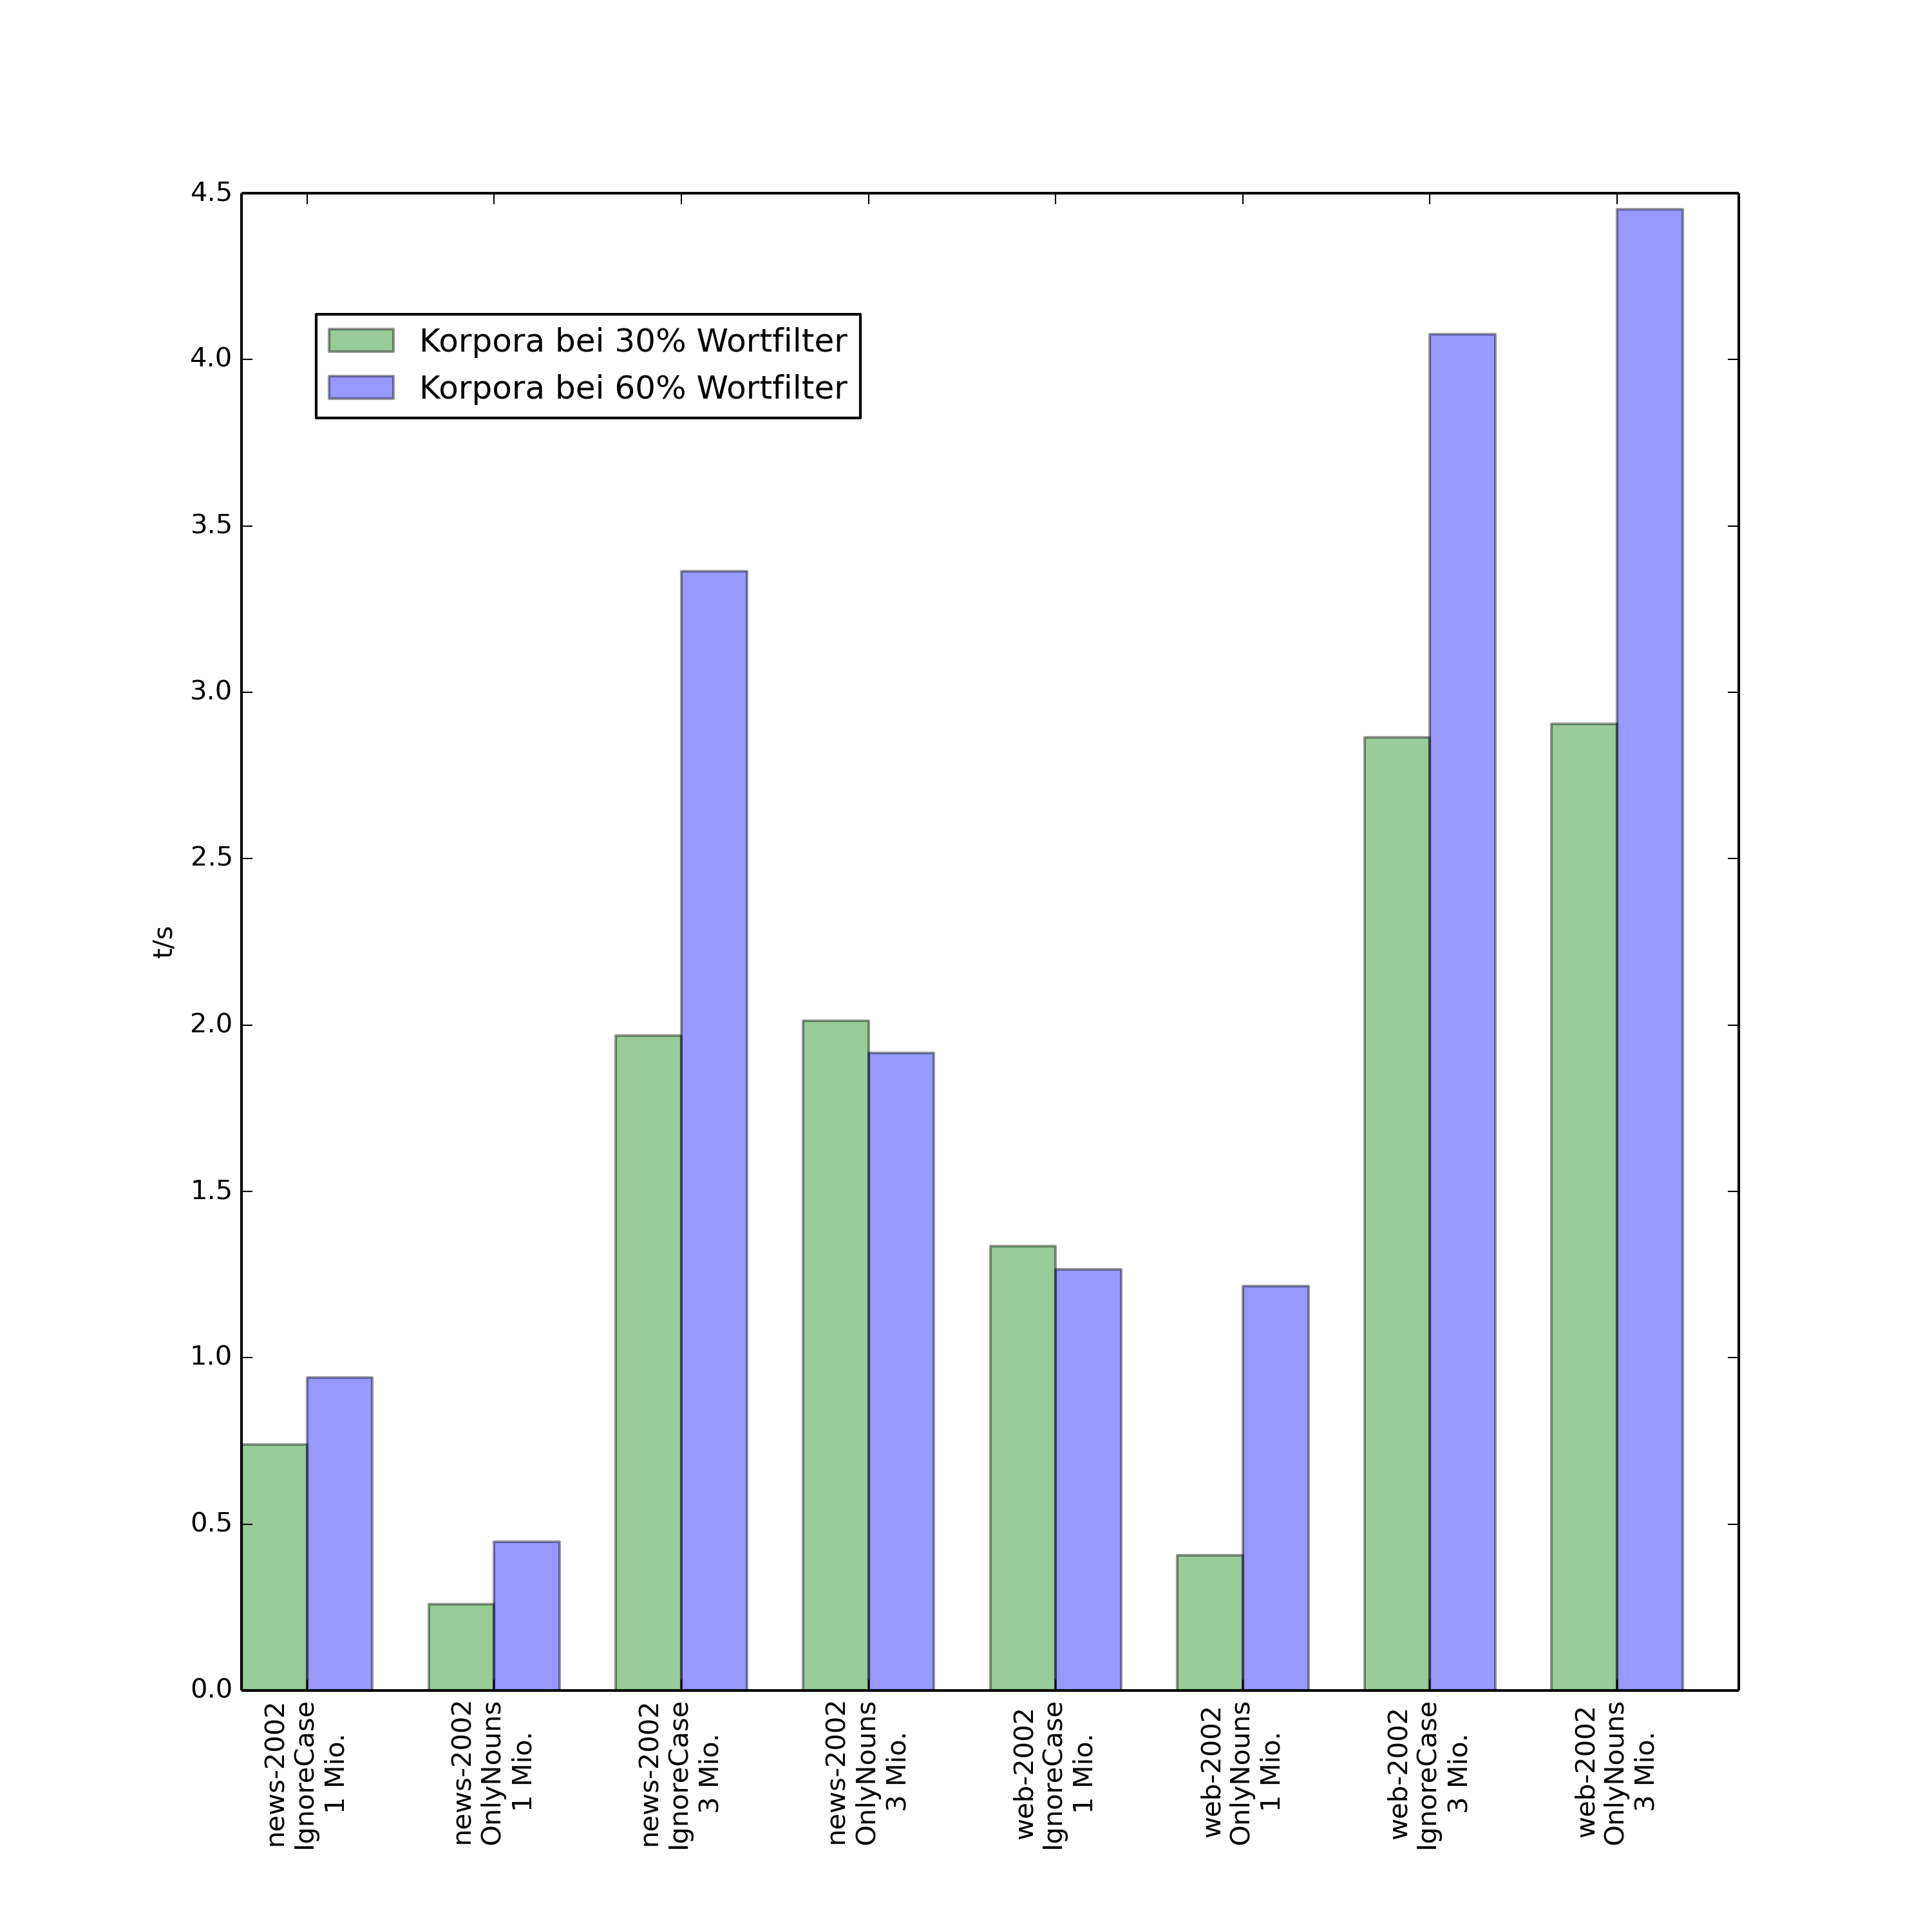 4.5
4.0
3.5
3.0
2.5
2.0
1.5
1.0
0.5
0.0
t/s
Korpora bei 30% Wortfilter
Korpora bei 60% Wortfilter
news-2002
IgnoreCase
1 Mio.
news-2002
OnlyNouns
1 Mio.
news-2002
IgnoreCase
3 Mio.
news-2002
OnlyNouns
3 Mio.
web-2002
IgnoreCase
1 Mio.
web-2002
OnlyNouns
1 Mio.
web-2002
IgnoreCase
3 Mio.
web-2002
OnlyNouns
3 Mio.